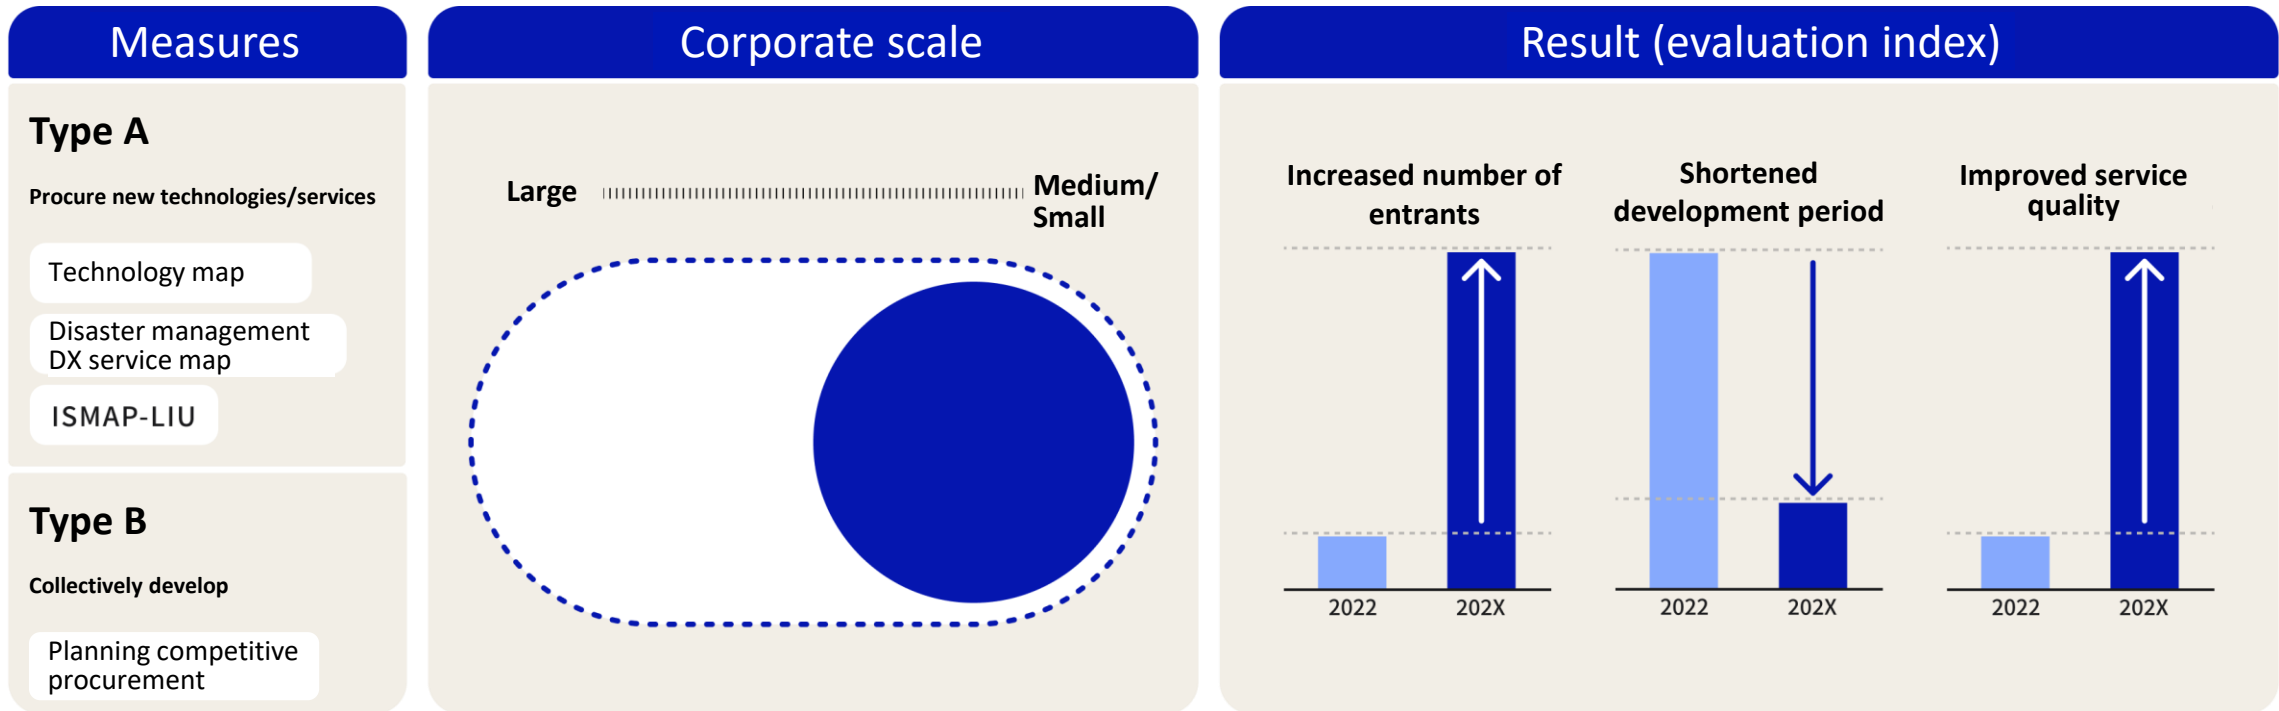 Measures
Type A
Procure new technologies/services
Technology map
Disaster management
DX service map
ISMAP-LIU
Type B
Collectively develop
Planning competitive
procurement
Corporate scale
Large
Medium/
Small
Result (evaluation index)
Increased number of
entrants
2022
202X
Shortened
development period
2022
202X
Improved service
quality
2022
202X